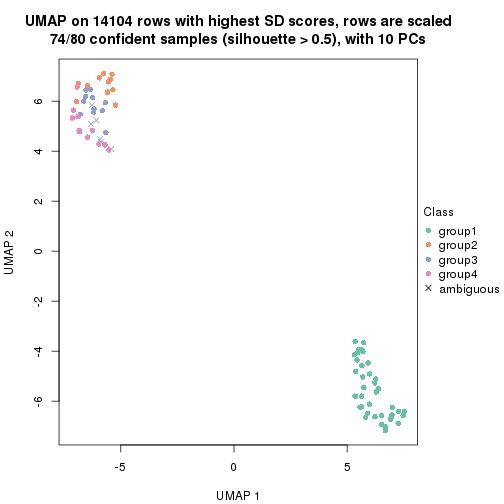 UMAP on 14104 rows with highest SD scores, rows are scaled
74/80 confident samples (silhouette > 0.5), with 10 PCs
6
4
2
0
-2
-4
-6
UMAP 2
-5
0
5
UMAP 1
Class
group1
group2
group3
group4
ambiguous